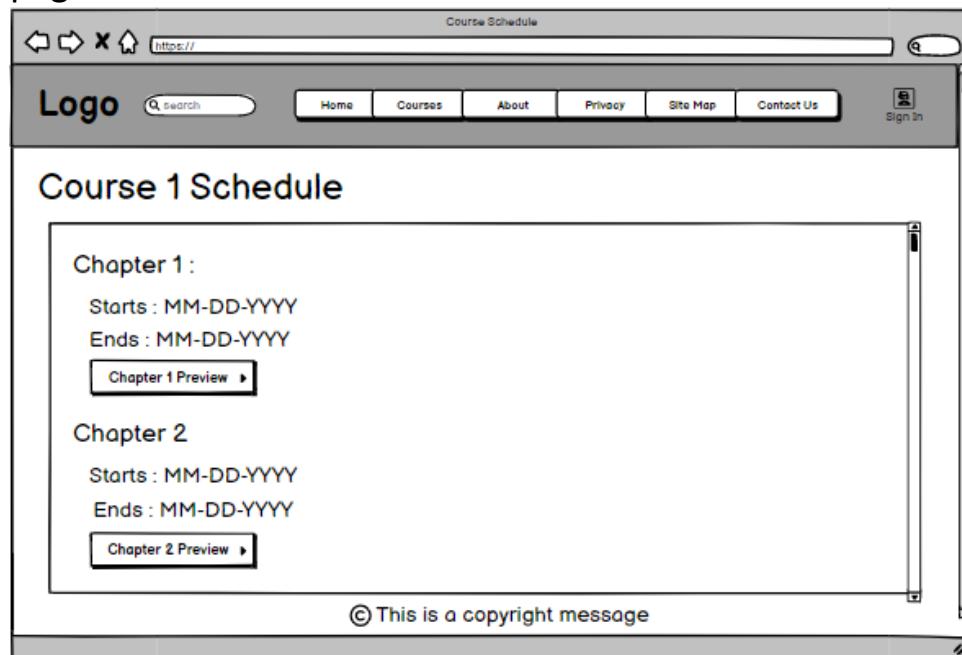 Course Schedule
https://
Logo
search
Home Courses About Privacy Site Map Contact Us
Sign In
Course 1 Schedule
Chapter 1 :
Starts : MM-DD-YYYY
Ends : MM-DD-YYYY
Chapter 1 Preview
Chapter 2
Starts : MM-DD-YYYY
Ends : MM-DD-YYYY
Chapter 2 Preview
© This is a copyright message